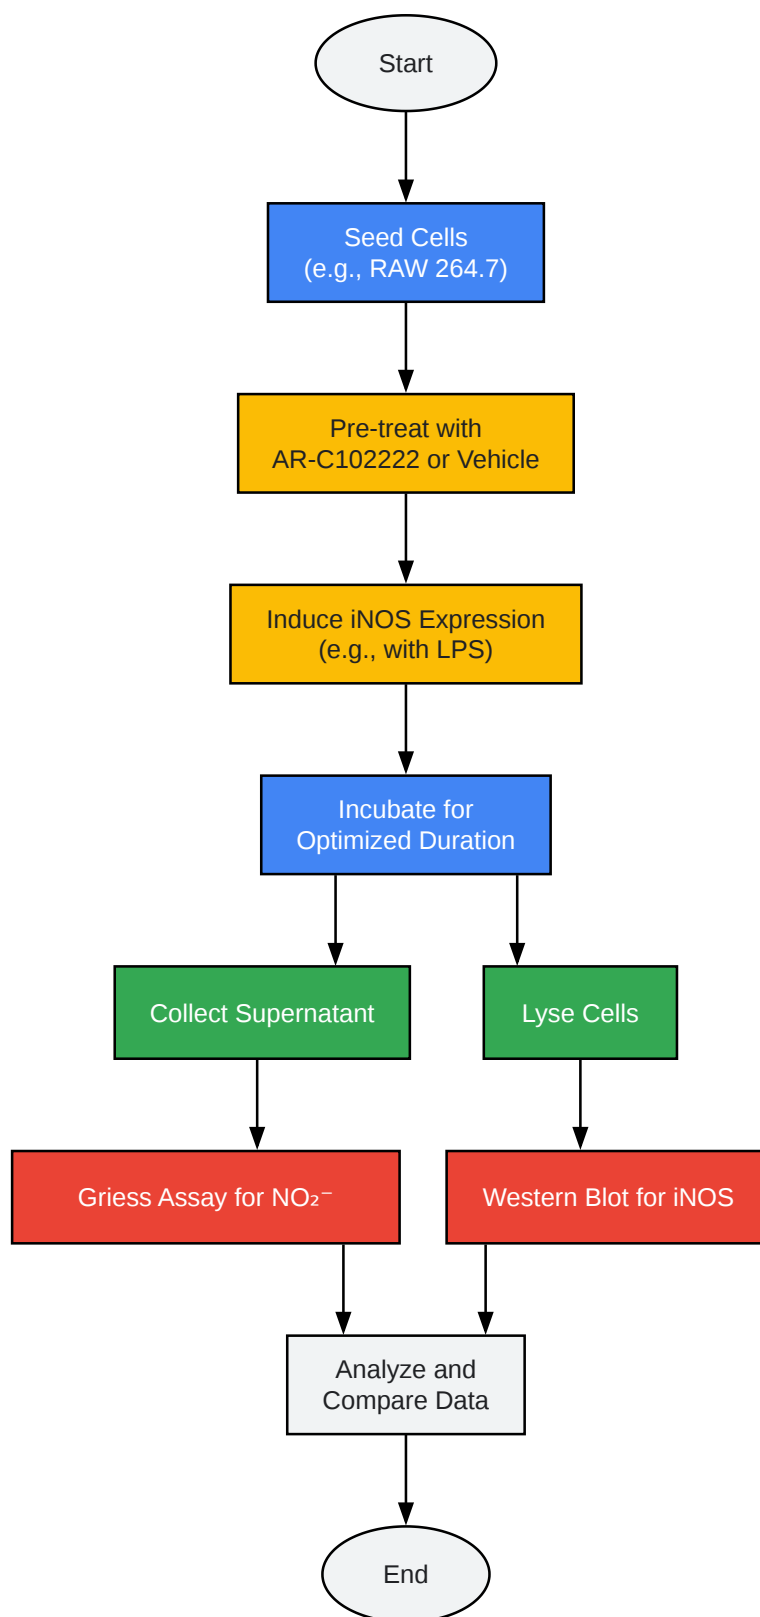 Start
Seed Cells
(e.g., RAW 264.7)
Pre-treat with
AR-C102222 or Vehicle
Induce iNOS Expression
(e.g., with LPS)
Incubate for
Optimized Duration
Collect Supernatant
Lyse Cells
Griess Assay for NO₂⁻
Western Blot for iNOS
Analyze and
Compare Data
End